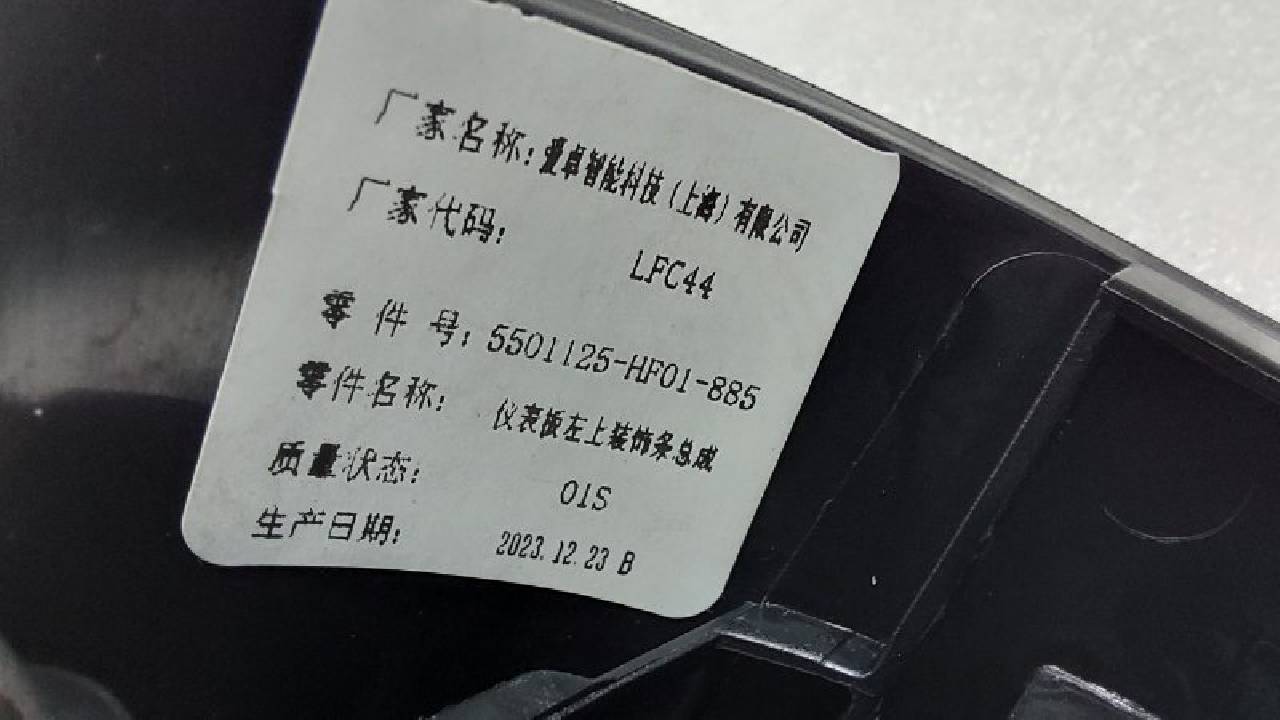 厂家名称：曼卓智能科技（上海）有限公司
厂家代码： LFC44
零 件 号：5501125-HF01-885
零件名称： 仪表板左上装饰条总成
质量状态： 01S
生产日期： 2023.12.23 B